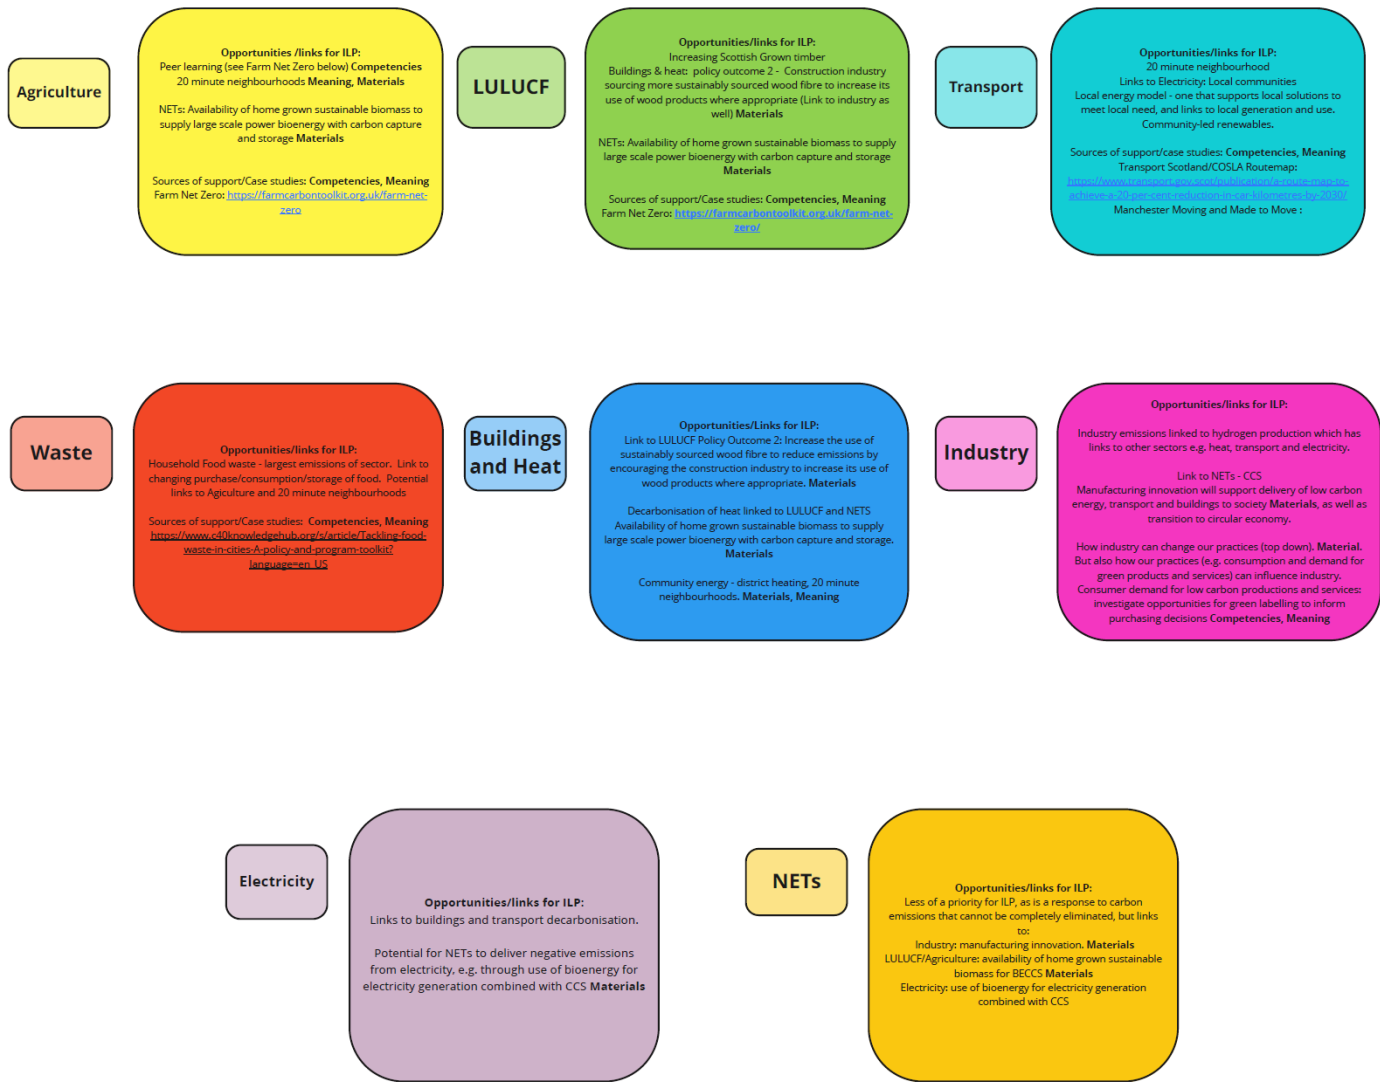 Agriculture
Opportunities /links for ILP:
Peer learning (see Farm Net Zero below) Competencies
20 minute neighbourhoods Meaning, Materials
NETs: Availability of home grown sustainable biomass to
supply large scale power bioenergy with carbon capture
and storage Materials
Sources of support/Case studies: Competencies, Meaning
Farm Net Zero: https://farmcarbontoolkit.org.uk/farm-net-
zero
LULUCF
Opportunities/links for ILP:
Increasing Scottish Grown timber
Buildings & heat: policy outcome 2 - Construction industry
sourcing more sustainably sourced wood fibre to increase its
use of wood products where appropriate (Link to industry as
well) Materials
NETs: Availability of home grown sustainable biomass to supply
large scale power bioenergy with carbon capture and storage
Materials
Sources of support/Case studies: Competencies, Meaning
Farm Net Zero: https://farmcarbontoolkit.org.uk/farm-net-
zero/
Transport
Opportunities/links for ILP:
20 minute neighbourhood
Links to Electricity: Local communities
Local energy model - one that supports local solutions to
meet local need, and links to local generation and use.
Community-led renewables.
Sources of support/case studies: Competencies, Meaning
Transport Scotland/COSLA Routemap:
https://www.transport.gov.scot/publication/a-route-map-to-
achieve-a-20-per-cent-reduction-in-car-kilometres-by-2030/
Manchester Moving and Made to Move :
Waste
Opportunities/links for ILP:
Household Food waste - largest emissions of sector. Link to
changing purchase/consumption/storage of food. Potential
links to Agiculture and 20 minute neighbourhoods
Sources of support/Case studies: Competencies, Meaning
https://www.c40knowledgehub.org/s/article/Tackling-food-
waste-in-cities-A-policy-and-program-toolkit?
language=en_US
Buildings
and Heat
Opportunities/Links for ILP:
Link to LULUCF Policy Outcome 2: Increase the use of
sustainably sourced wood fibre to reduce emissions by
encouraging the construction industry to increase its use of
wood products where appropriate. Materials
Decarbonisation of heat linked to LULUCF and NETS
Availability of home grown sustainable biomass to supply
large scale power bioenergy with carbon capture and storage.
Materials
Community energy - district heating, 20 minute
neighbourhoods. Materials, Meaning
Industry
Opportunities/links for ILP:
Industry emissions linked to hydrogen production which has
links to other sectors e.g. heat, transport and electricity.
Link to NETs - CCS
Manufacturing innovation will support delivery of low carbon
energy, transport and buildings to society Materials, as well as
transition to circular economy.
How industry can change our practices (top down). Material.
But also how our practices (e.g. consumption and demand for
green products and services) can influence industry.
Consumer demand for low carbon productions and services:
investigate opportunities for green labelling to inform
purchasing decisions Competencies, Meaning
Electricity
Opportunities/links for ILP:
Links to buildings and transport decarbonisation.
Potential for NETs to deliver negative emissions
from electricity, e.g. through use of bioenergy for
electricity generation combined with CCS Materials
NETs
Opportunities/links for ILP:
Less of a priority for ILP, as is a response to carbon
emissions that cannot be completely eliminated, but links
to:
Industry: manufacturing innovation. Materials
LULUCF/Agriculture: availability of home grown sustainable
biomass for BECCS Materials
Electricity: use of bioenergy for electricity generation
combined with CCS